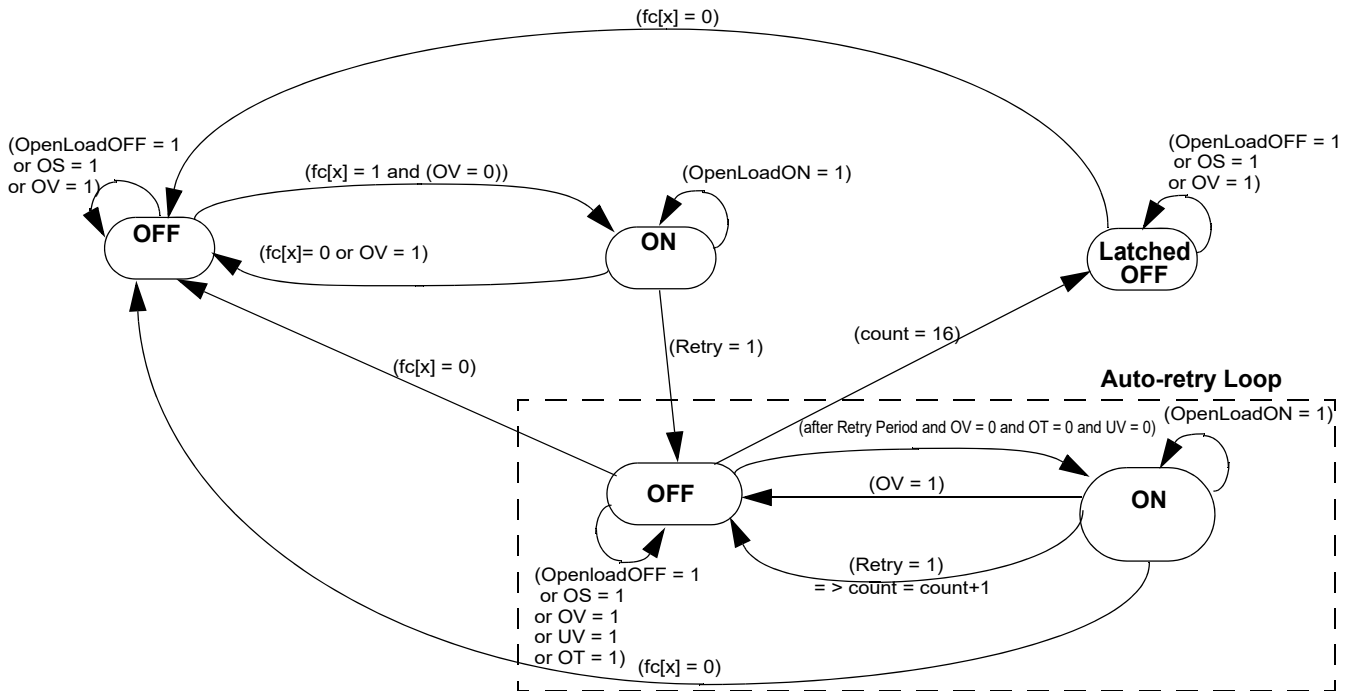 (fc[x] = 0)
(OpenLoadOFF = 1
or OS = 1
or OV = 1)
(fc[x] = 1 and (OV = 0))
(OpenLoadON = 1)
(OpenLoadOFF = 1
or OS = 1
or OV = 1)
OFF
ON
(fc[x]= 0 or OV = 1)
Latched
OFF
(Retry = 1)
(count = 16)
(fc[x] = 0)
Auto-retry Loop
(OpenLoadON = 1)
(after Retry Period and OV = 0 and OT = 0 and UV = 0)
OFF
(OV = 1)
ON
(Retry = 1)
= > count = count+1
(OpenloadOFF = 1
or OS = 1
or OV = 1
or UV = 1
or OT = 1)
(fc[x] = 0)